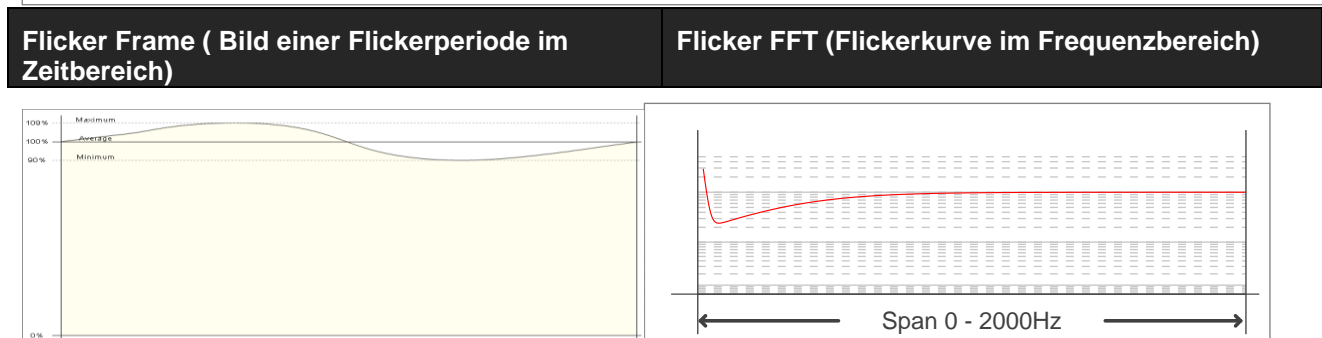 Flicker Frame ( Bild einer Flickerperiode im
Zeitbereich)
Flicker FFT (Flickerkurve im Frequenzbereich)
109% Maximum
100% Average
90% Minimum
0%
Span 0 - 2000Hz